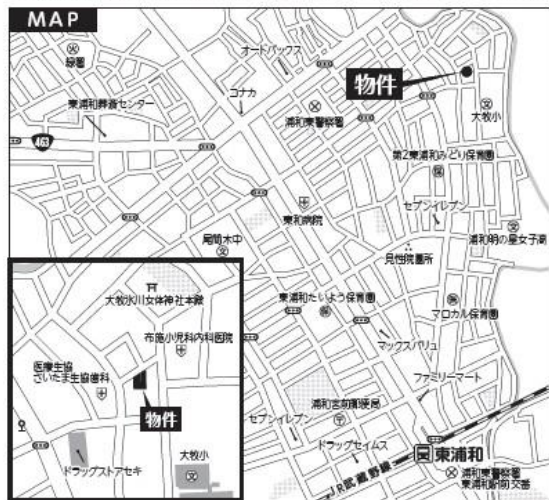 MAP
緑署
オートバックス
物件
東浦和葬斎センター
コナカ
浦和東警察署
大牧小
463
第2東浦和みどり保育園
セブンイレブン
東和病院
尾間木中
浦和明の星女子高
見性院墓所
東浦和たいよう保育園
マロカル保育園
マックスバリュ
ファミリーマート
浦和宮前郵便局
セブンイレブン
ドラッグセイムス
東浦和
JR武蔵野線
浦和東警察署
東浦和駅前交番
大牧氷川女体神社本殿
布施小児科内科医院
医療生協
さいたま生協歯科
物件
大牧小
ドラッグストアセキ